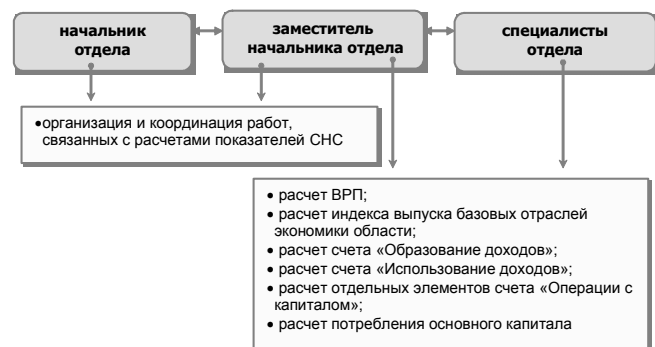 начальник
отдела
заместитель
начальника отдела
специалисты
отдела
•организация и координация работ,
связанных с расчетами показателей СНС
• расчет ВРП;
• расчет индекса выпуска базовых отраслей
экономики области;
• расчет счета «Образование доходов»;
• расчет счета «Использование доходов»;
• расчет отдельных элементов счета «Операции с
капиталом»;
• расчет потребления основного капитала